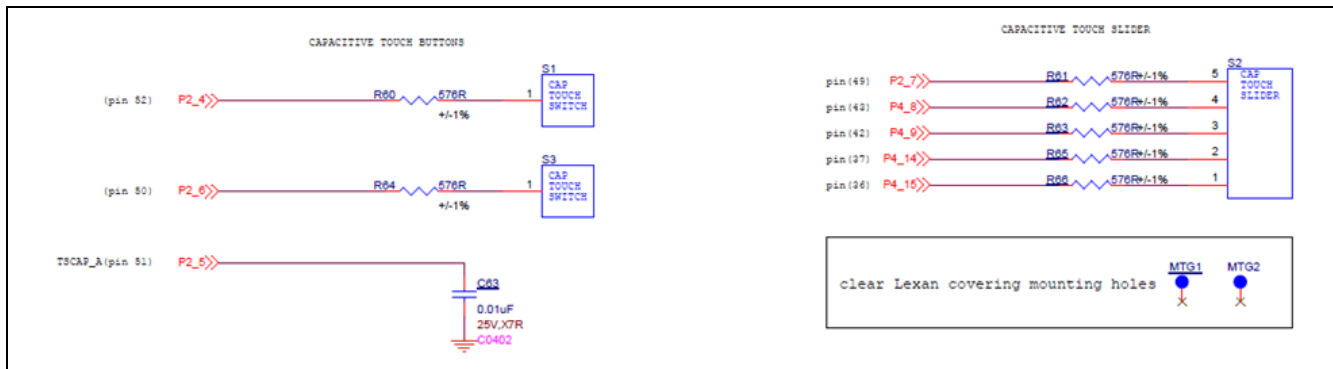 CAPACITIVE TOUCH BUTTONS
S1
(pin 52) P2_4 R60 576R 1 CAP
TOUCH
SWITCH
+/-1%
S3
(pin 50) P2_6 R64 576R 1 CAP
TOUCH
SWITCH
+/-1%
TSCAP_A(pin 51) P2_5
C63
0.01uF
25V,X7R
C0402
CAPACITIVE TOUCH SLIDER
S2
CAP
TOUCH
SLIDER
pin(49) P2_7 R61 576R+/-1% 5
pin(43) P4_8 R62 576R+/-1% 4
pin(42) P4_9 R63 576R+/-1% 3
pin(37) P4_14 R65 576R+/-1% 2
pin(36) P4_15 R66 576R+/-1% 1
MTG1 MTG2
clear Lexan covering mounting holes